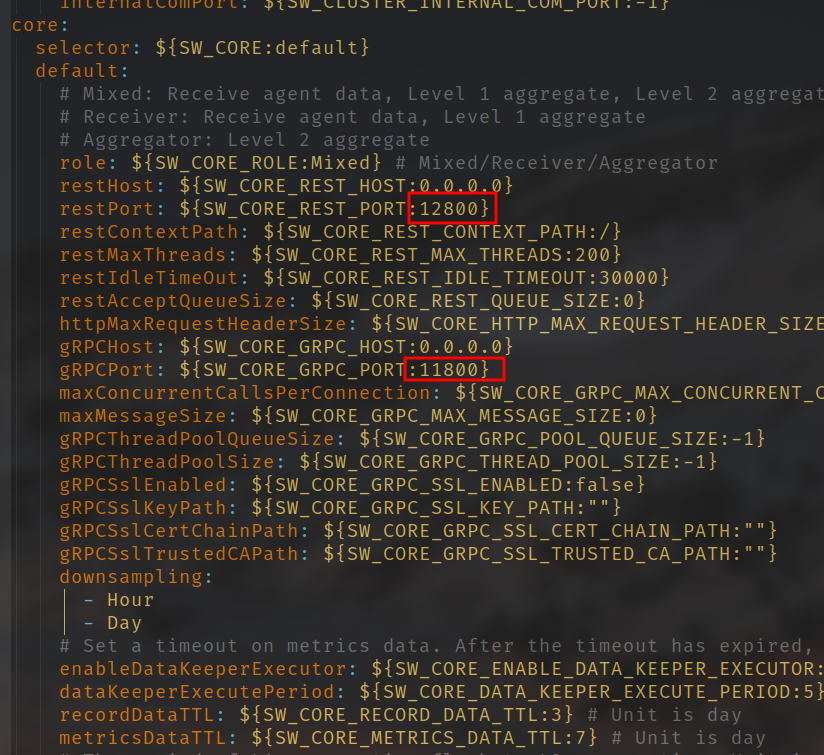 internalComPort: ${SW_CLUSTER_INTERNAL_COM_PORT:-1}
core:
  selector: ${SW_CORE:default}
  default:
    # Mixed: Receive agent data, Level 1 aggregate, Level 2 aggregat
    # Receiver: Receive agent data, Level 1 aggregate
    # Aggregator: Level 2 aggregate
    role: ${SW_CORE_ROLE:Mixed} # Mixed/Receiver/Aggregator
    restHost: ${SW_CORE_REST_HOST:0.0.0.0}
    restPort: ${SW_CORE_REST_PORT:12800}
    restContextPath: ${SW_CORE_REST_CONTEXT_PATH:/}
    restMaxThreads: ${SW_CORE_REST_MAX_THREADS:200}
    restIdleTimeOut: ${SW_CORE_REST_IDLE_TIMEOUT:30000}
    restAcceptQueueSize: ${SW_CORE_REST_QUEUE_SIZE:0}
    httpMaxRequestHeaderSize: ${SW_CORE_HTTP_MAX_REQUEST_HEADER_SIZE
    gRPCHost: ${SW_CORE_GRPC_HOST:0.0.0.0}
    gRPCPort: ${SW_CORE_GRPC_PORT:11800}
    maxConcurrentCallsPerConnection: ${SW_CORE_GRPC_MAX_CONCURRENT_C
    maxMessageSize: ${SW_CORE_GRPC_MAX_MESSAGE_SIZE:0}
    gRPCThreadPoolQueueSize: ${SW_CORE_GRPC_POOL_QUEUE_SIZE:-1}
    gRPCThreadPoolSize: ${SW_CORE_GRPC_THREAD_POOL_SIZE:-1}
    gRPCSslEnabled: ${SW_CORE_GRPC_SSL_ENABLED:false}
    gRPCSslKeyPath: ${SW_CORE_GRPC_SSL_KEY_PATH:""}
    gRPCSslCertChainPath: ${SW_CORE_GRPC_SSL_CERT_CHAIN_PATH:""}
    gRPCSslTrustedCAPath: ${SW_CORE_GRPC_SSL_TRUSTED_CA_PATH:""}
    downsampling:
      - Hour
      - Day
    # Set a timeout on metrics data. After the timeout has expired,
    enableDataKeeperExecutor: ${SW_CORE_ENABLE_DATA_KEEPER_EXECUTOR:
    dataKeeperExecutePeriod: ${SW_CORE_DATA_KEEPER_EXECUTE_PERIOD:5}
    recordDataTTL: ${SW_CORE_RECORD_DATA_TTL:3} # Unit is day
    metricsDataTTL: ${SW_CORE_METRICS_DATA_TTL:7} # Unit is day